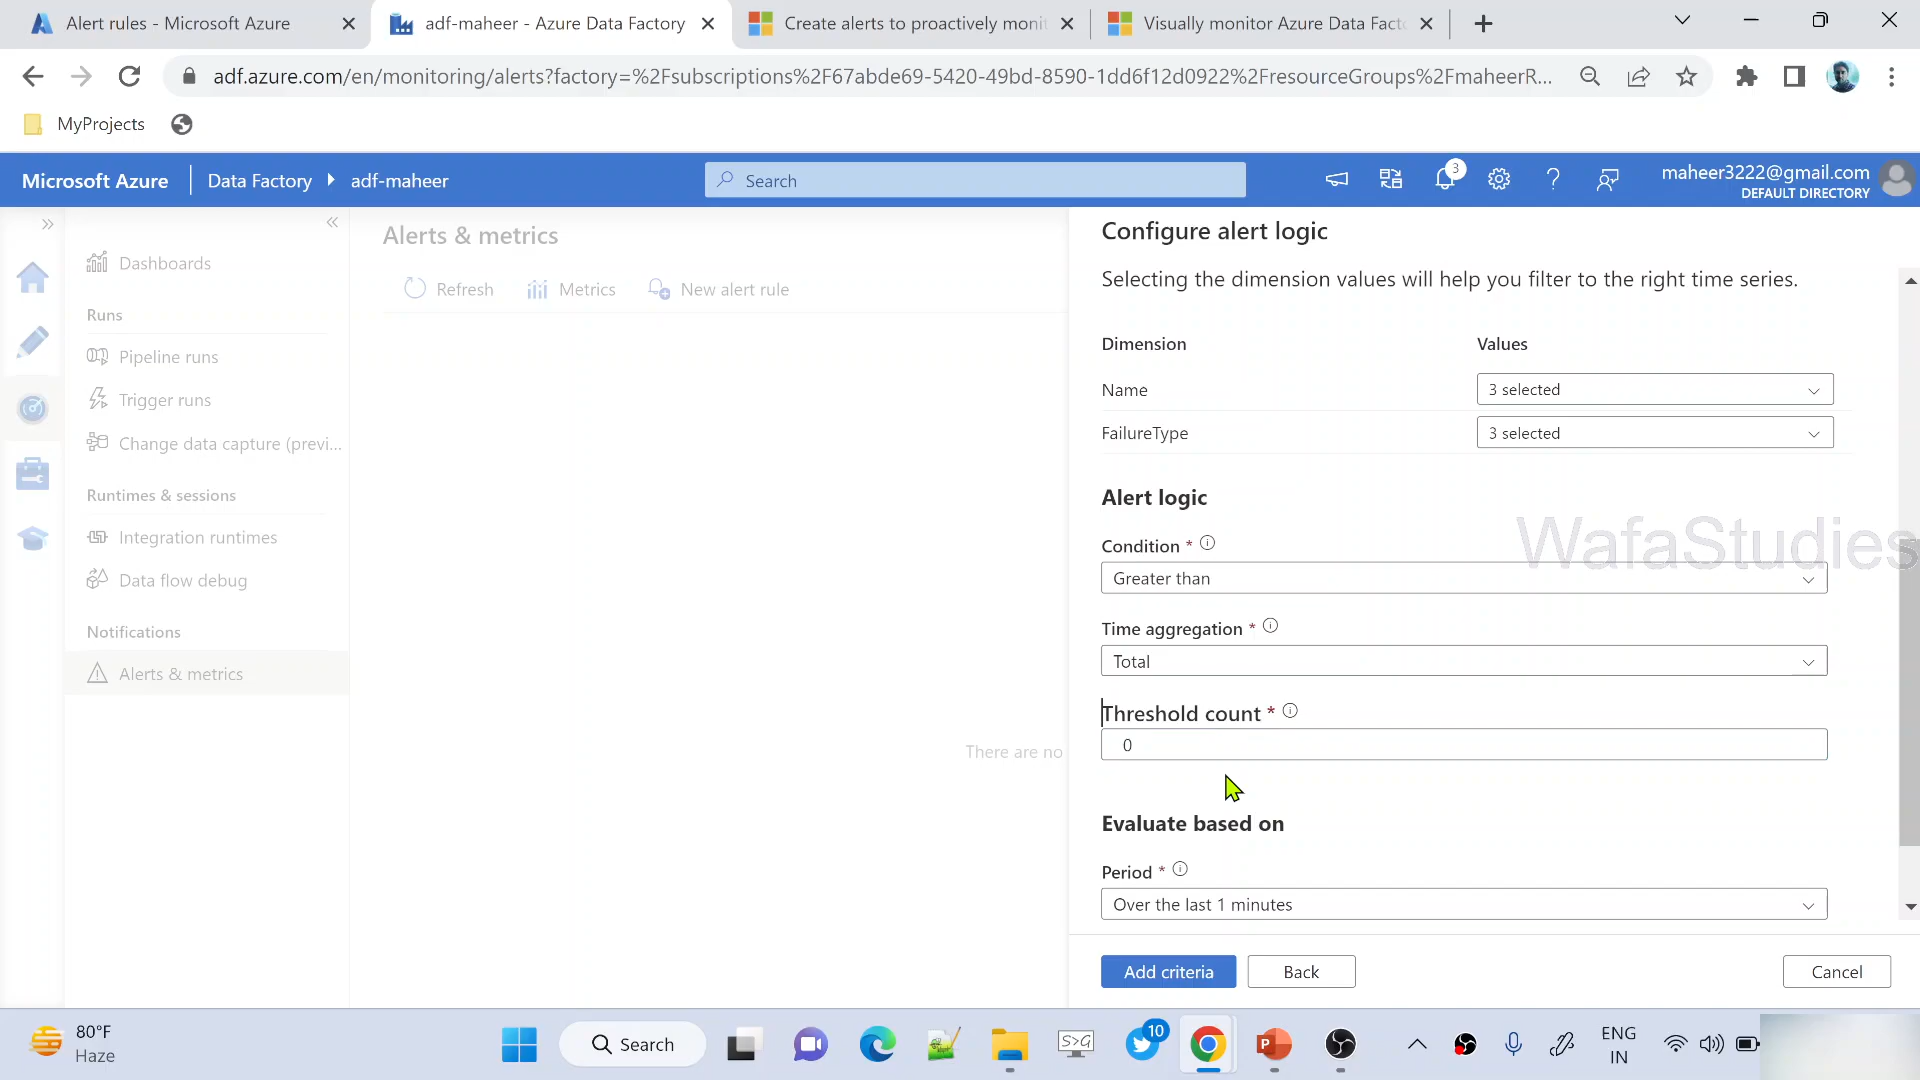 Alert rules - Microsoft Azure
adf-maheer - Azure Data Factory
Create alerts to proactively moni
Visually monitor Azure Data Fact
adf.azure.com/en/monitoring/alerts?factory=%2Fsubscriptions%2F67abde69-5420-49bd-8590-1dd6f12d0922%2FresourceGroups%2FmaheerR...
MyProjects
Microsoft Azure
Data Factory
adf-maheer
Search
3
maheer3222@gmail.com
DEFAULT DIRECTORY
Dashboards
Runs
Pipeline runs
Trigger runs
Change data capture (previ...
Runtimes & sessions
Integration runtimes
Data flow debug
Notifications
Alerts & metrics
Alerts & metrics
Refresh
Metrics
New alert rule
There are no
Configure alert logic
Selecting the dimension values will help you filter to the right time series.
Dimension
Values
Name
3 selected
FailureType
3 selected
Alert logic
WafaStudies
Condition *
Greater than
Time aggregation *
Total
Threshold count *
0
Evaluate based on
Period *
Over the last 1 minutes
Add criteria
Back
Cancel
80°F
Haze
Search
S>G
10
P
ENG
IN